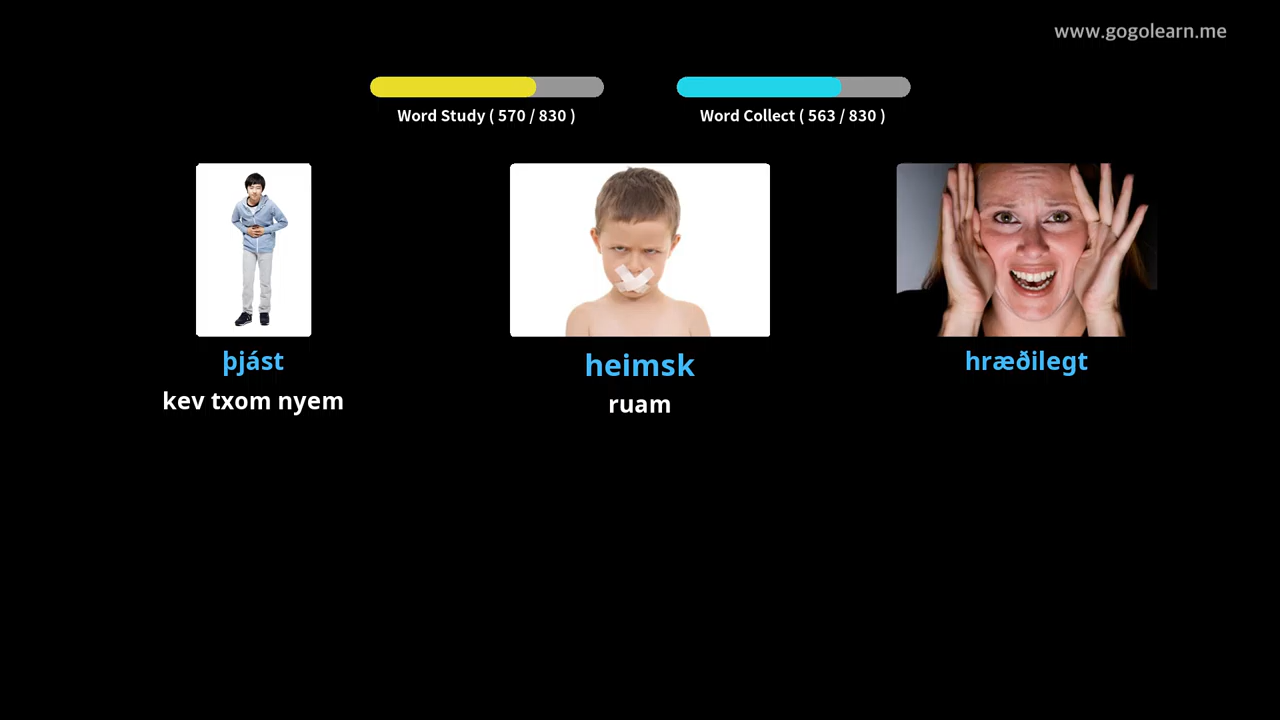 www.gogolearn.me
Word Study ( 570 / 830 )
Word Collect ( 563 / 830 )
þjást
heimsk
hræðilegt
kev txom nyem
ruam